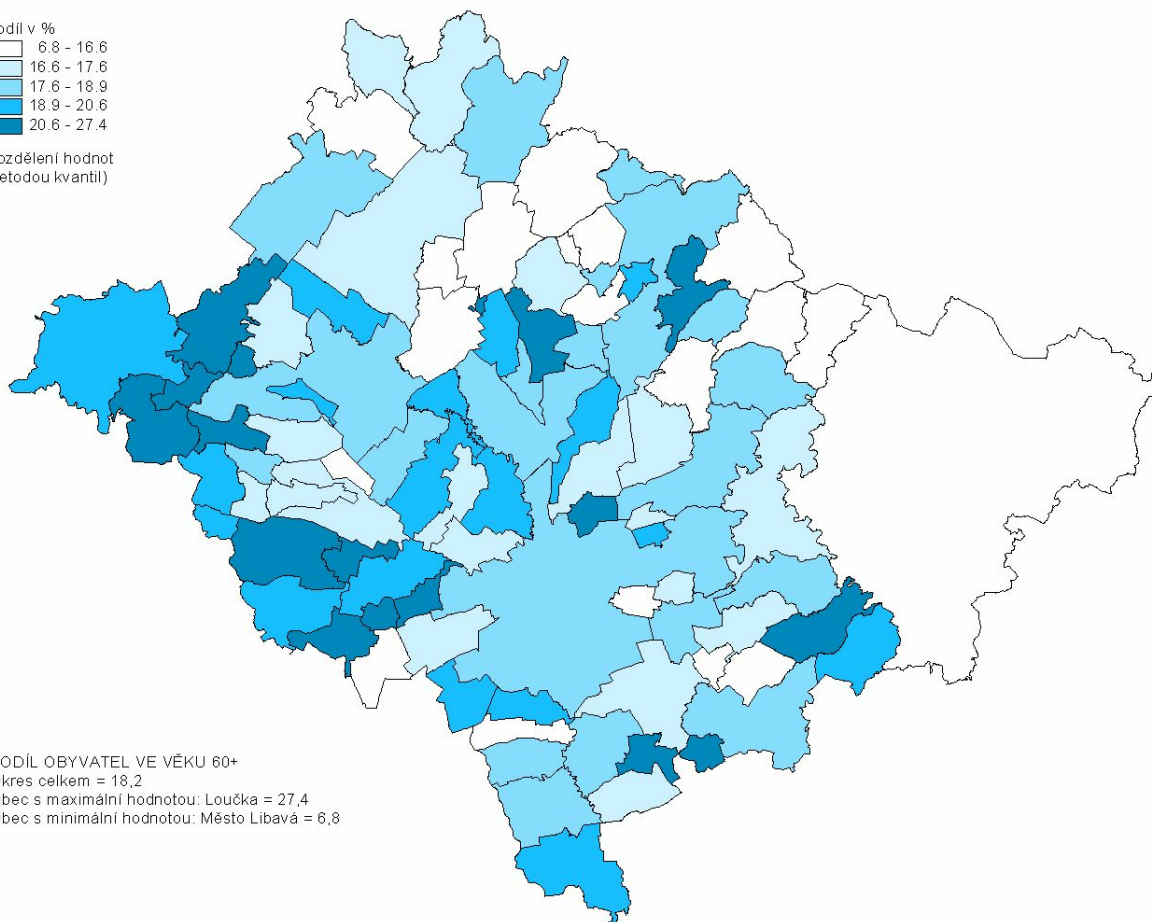 odíl v %
6.8 - 16.6
16.6 - 17.6
17.6 - 18.9
18.9 - 20.6
20.6 - 27.4
ozdělení hodnot
etodou kvantil)
ODÍL OBYVATEL VE VĚKU 60+
kres celkem = 18,2
bec s maximální hodnotou: Loučka = 27,4
bec s minimální hodnotou: Město Libavá = 6,8